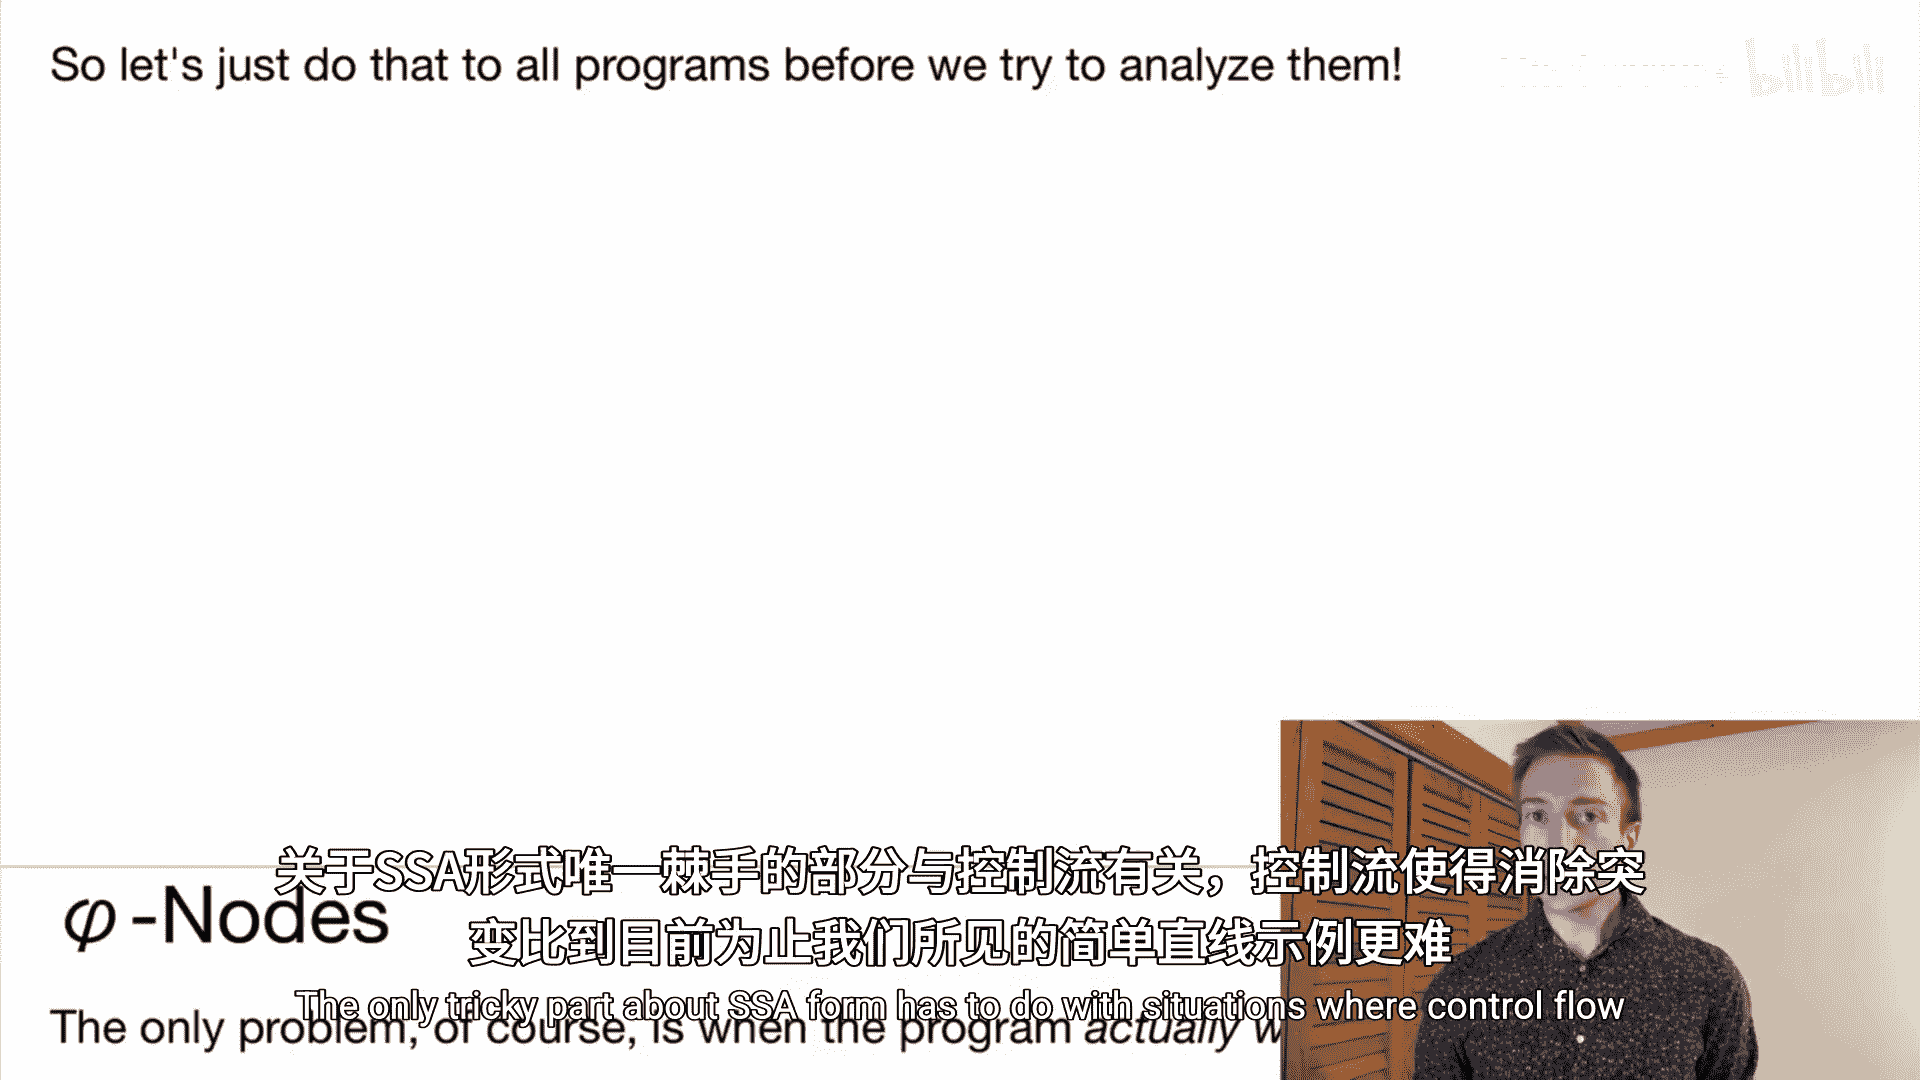 So let's just do that to all programs before we try to analyze them!
bilibili
关于SSA形式唯一棘手的部分与控制流有关，控制流使得消除突
φ-Nodes
变比到目前为止我们所见的简单直线示例更难
The only tricky part about SSA form has to do with situations where control flow
The only problem, of course, is when the program actually w